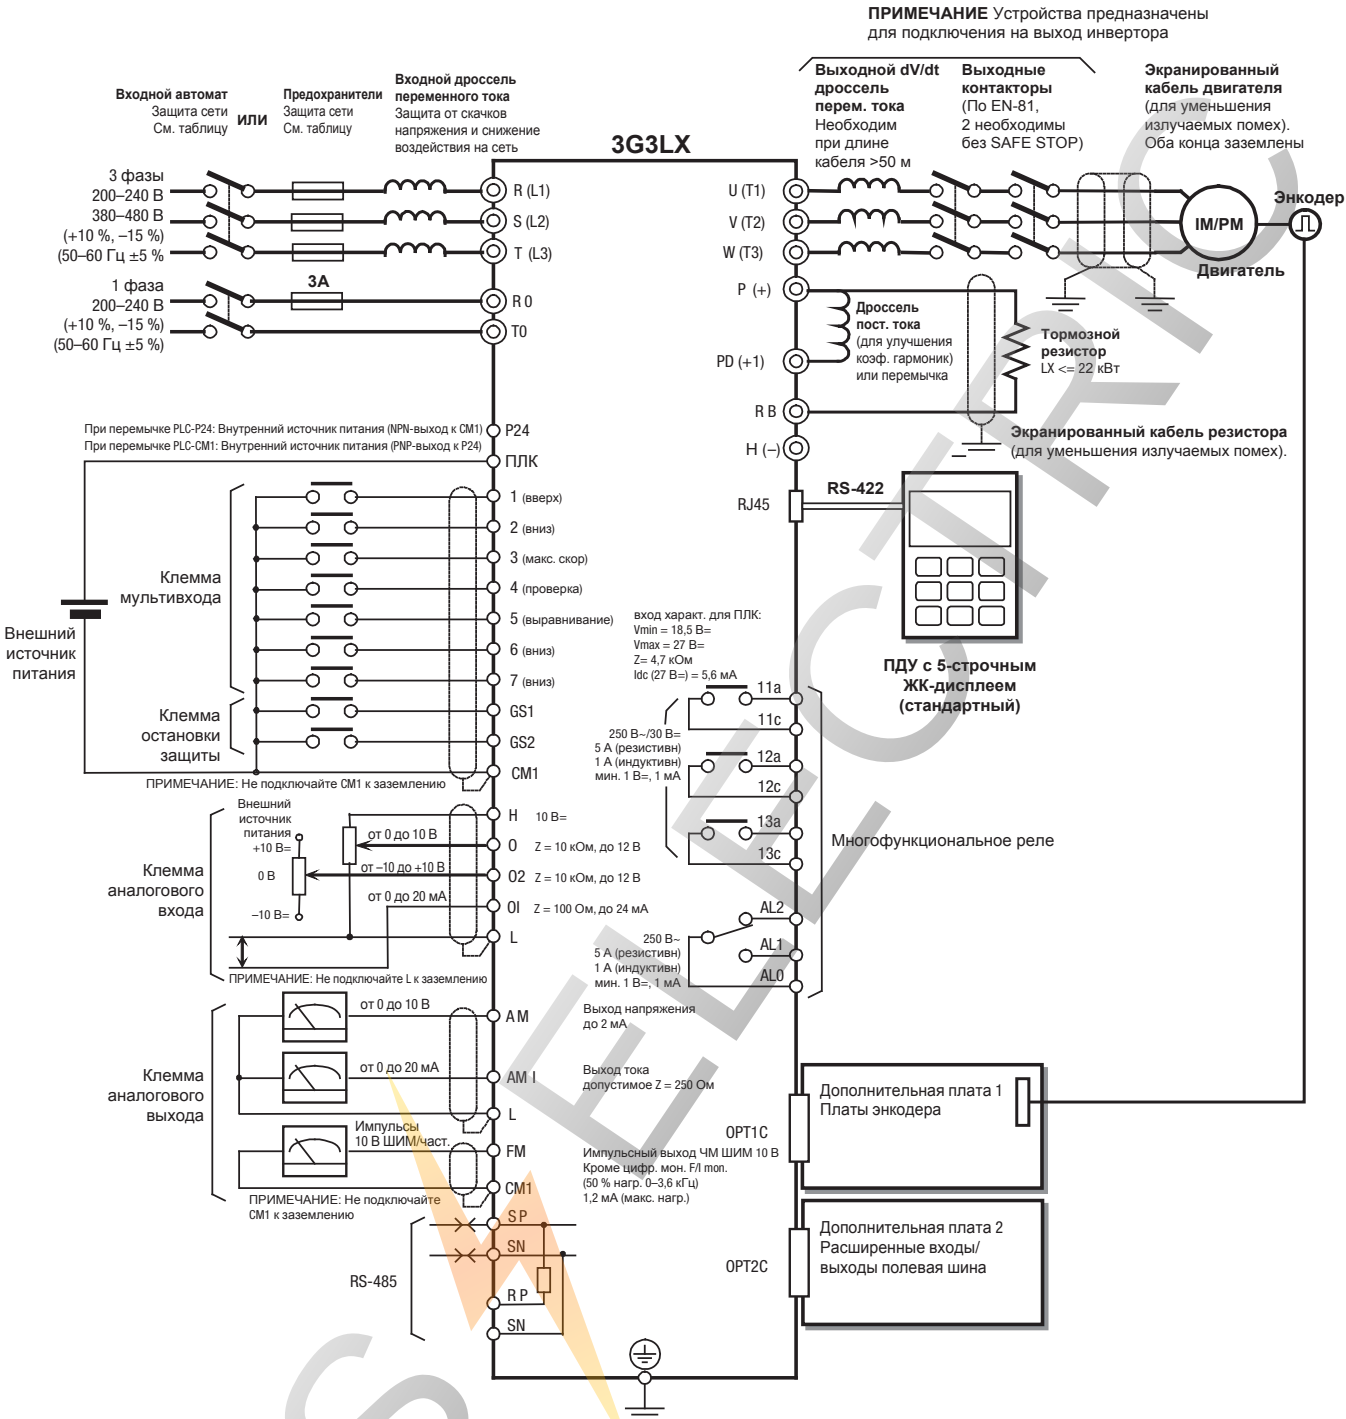 ПРИМЕЧАНИЕ Устройства предназначены
для подключения на выход инвертора
Входной автомат
Защита сети
См. таблицу
ИЛИ
Предохранители
Защита сети
См. таблицу
Входной дроссель
переменного тока
Защита от скачков
напряжения и снижение
воздействия на сеть
3G3LX
Выходной dV/dt
дроссель
перем. тока
Необходим
при длине
кабеля >50 м
Выходные
контакторы
(По EN-81,
2 необходимы
без SAFE STOP)
Экранированный
кабель двигателя
(для уменьшения
излучаемых помех).
Оба конца заземлены
3 фазы
200–240 В
380–480 В
(+10 %, –15 %)
(50–60 Гц ±5 %
R (L1)
S (L2)
T (L3)
1 фаза
200–240 В
(+10 %, –15 %)
(50–60 Гц ±5 %)
3A
R 0
T0
U (T1)
V (T2)
W (T3)
IM/PM
Двигатель
Энкодер
P (+)
PD (+1)
R B
H (–)
Дроссель
пост. тока
(для улучшения
коэф. гармоник)
или перемычка
Тормозной
резистор
LX <= 22 кВт
Экранированный кабель резистора
(для уменьшения излучаемых помех).
При перемычке PLC-P24: Внутренний источник питания (NPN-выход к CM1)
При перемычке PLC-CM1: Внутренний источник питания (PNP-выход к P24)
P24
ПЛК
1 (вверх)
2 (вниз)
3 (макс. скор)
4 (проверка)
5 (выравнивание)
6 (вниз)
7 (вниз)
GS1
GS2
CM1
Клемма
мультивхода
Внешний
источник
питания
Клемма
остановки
защиты
ПРИМЕЧАНИЕ: Не подключайте CM1 к заземлению
RJ45
RS-422
ПДУ с 5-строчным
ЖК-дисплеем
(стандартный)
вход характ. для ПЛК:
Vmin = 18,5 В=
Vmax = 27 В=
Z= 4,7 кОм
Idc (27 В=) = 5,6 мА
250 В~/30 В=
5 А (резистивн)
1 А (индуктивн)
мин. 1 В=, 1 мА
11a
11c
12a
12c
13a
13c
Многофункциональное реле
Клемма
аналогового
входа
Внешний
источник
питания
+10 В=
0 В
–10 В=
от 0 до 10 В
от –10 до +10 В
от 0 до 20 мА
H 10 В=
O Z = 10 кОм, до 12 В
O2 Z = 10 кОм, до 12 В
OI Z = 100 Ом, до 24 мА
L
ПРИМЕЧАНИЕ: Не подключайте L к заземлению
250 В~
5 А (резистивн)
1 А (индуктивн)
мин. 1 В=, 1 мА
AL2
AL1
AL0
Клемма
аналогового
выхода
от 0 до 10 В
от 0 до 20 мА
Импульсы
10 В ШИМ/част.
A M
AM I
L
FM
CM1
Выход напряжения
до 2 мА
Выход тока
допустимое Z = 250 Ом
Импульсный выход ЧМ ШИМ 10 В
Кроме цифр. мон. F/I mon.
(50 % нагр. 0–3,6 кГц)
1,2 мА (макс. нагр.)
ПРИМЕЧАНИЕ: Не подключайте
CM1 к заземлению
RS-485
S P
SN
R P
SN
OPT1C
Дополнительная плата 1
Платы энкодера
OPT2C
Дополнительная плата 2
Расширенные входы/
выходы полевая шина
S ELECTRIC